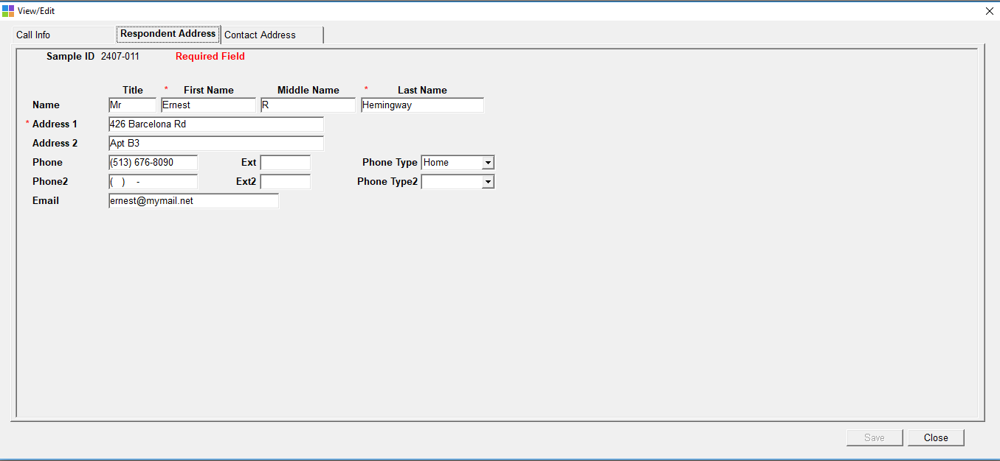 View/Edit
Call Info Respondent Address Contact Address
Sample ID 2407-011 Required Field
Title * First Name Middle Name * Last Name
Name Mr Ernest R Hemingway
* Address 1 426 Barcelona Rd
Address 2 Apt B3
Phone (513) 676-8090 Ext Phone Type Home
Phone2 ( ) - Ext2 Phone Type2
Email ernest@mymail.net
Save Close